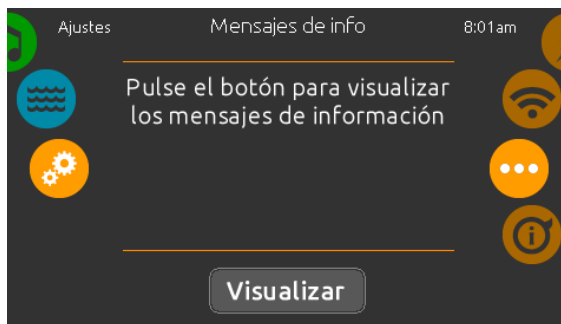 Ajustes
Mensajes de info
8:01am
Pulse el botón para visualizar
los mensajes de información
Visualizar